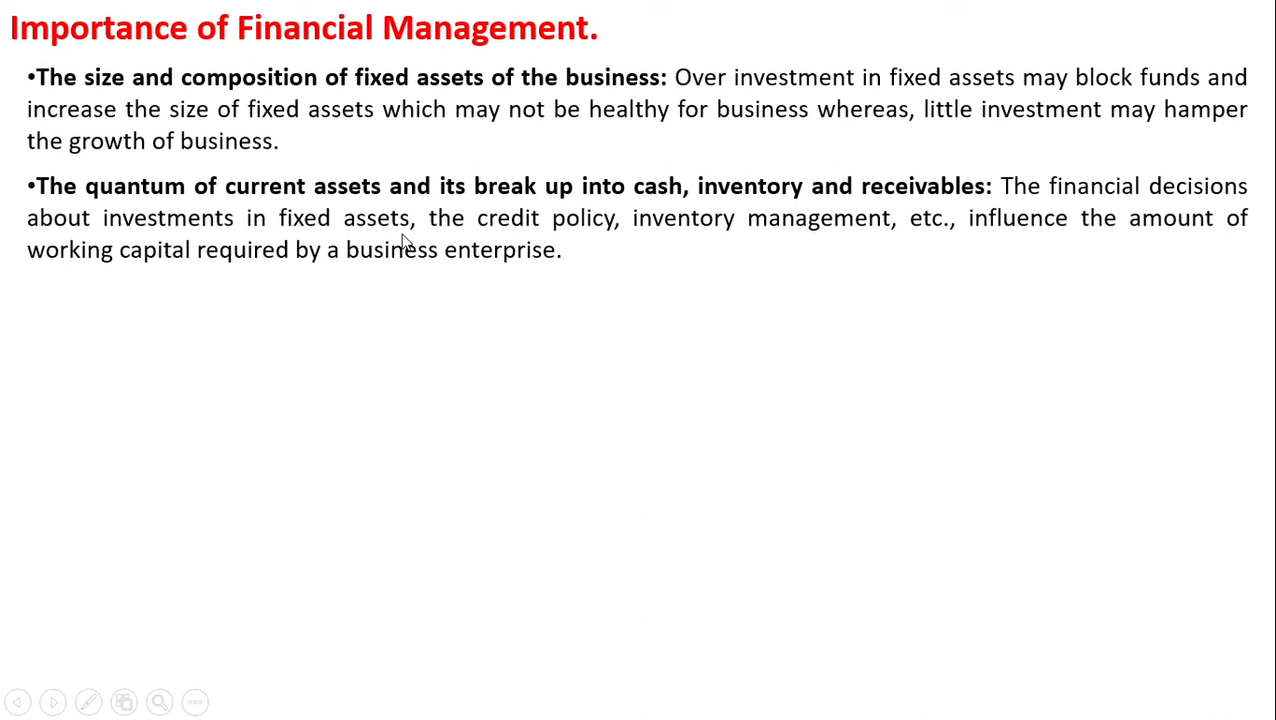 Importance of Financial Management.
•The size and composition of fixed assets of the business: Over investment in fixed assets may block funds and
increase the size of fixed assets which may not be healthy for business whereas, little investment may hamper
the growth of business.
•The quantum of current assets and its break up into cash, inventory and receivables: The financial decisions
about investments in fixed assets, the credit policy, inventory management, etc., influence the amount of
working capital required by a business enterprise.